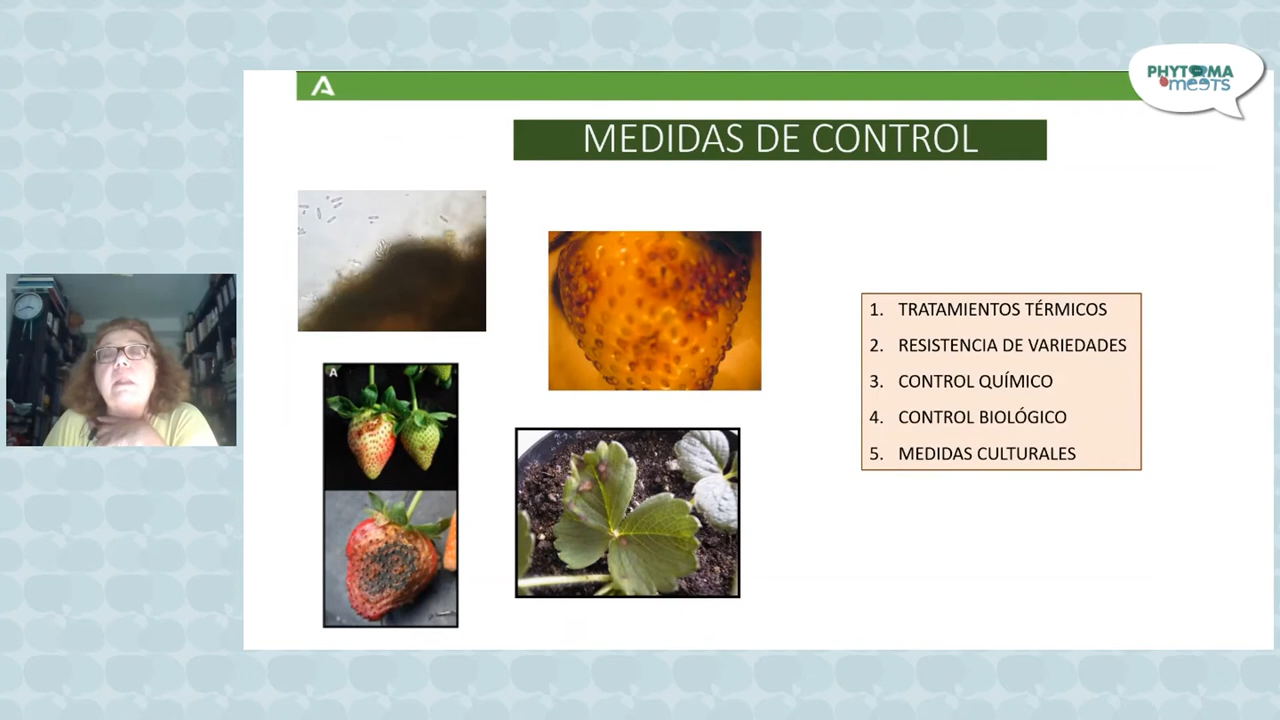 PHYTOMA
meets
MEDIDAS DE CONTROL
A
1. TRATAMIENTOS TÉRMICOS
2. RESISTENCIA DE VARIEDADES
3. CONTROL QUÍMICO
4. CONTROL BIOLÓGICO
5. MEDIDAS CULTURALES